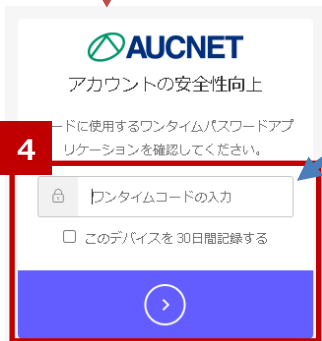 AUCNET
アカウントの安全性向上
ードに使用するワンタイムパスワードアプ
4
リケーションを確認してください。
ワンタイムコードの入力
このデバイスを30日間記録する